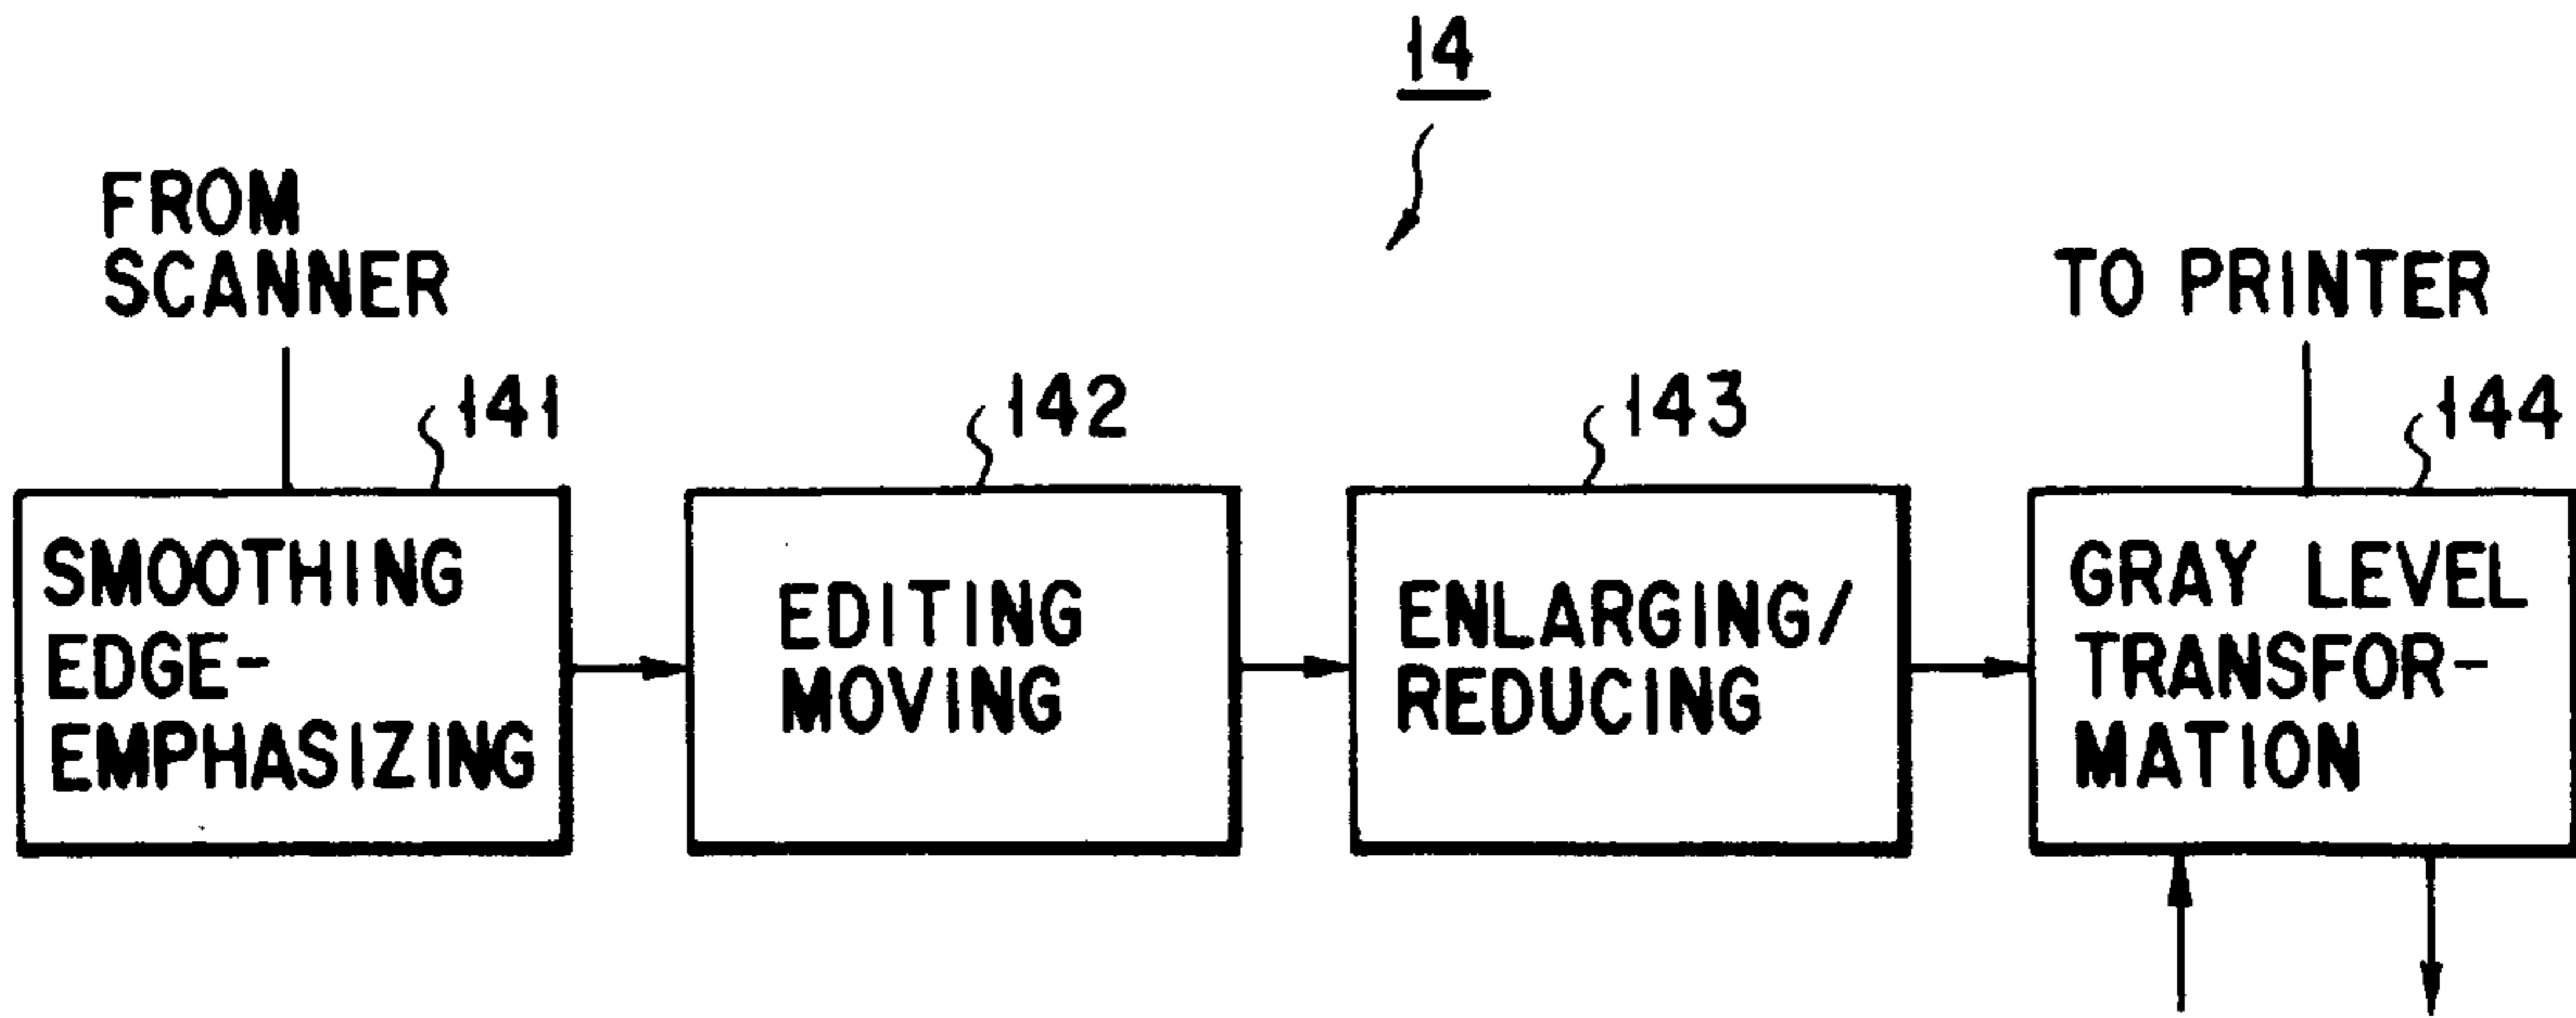 14
FROM
SCANNER
TO PRINTER
141
142
143
144
SMOOTHING
EDGE-
EMPHASIZING
EDITING
MOVING
ENLARGING/
REDUCING
GRAY LEVEL
TRANSFOR-
MATION